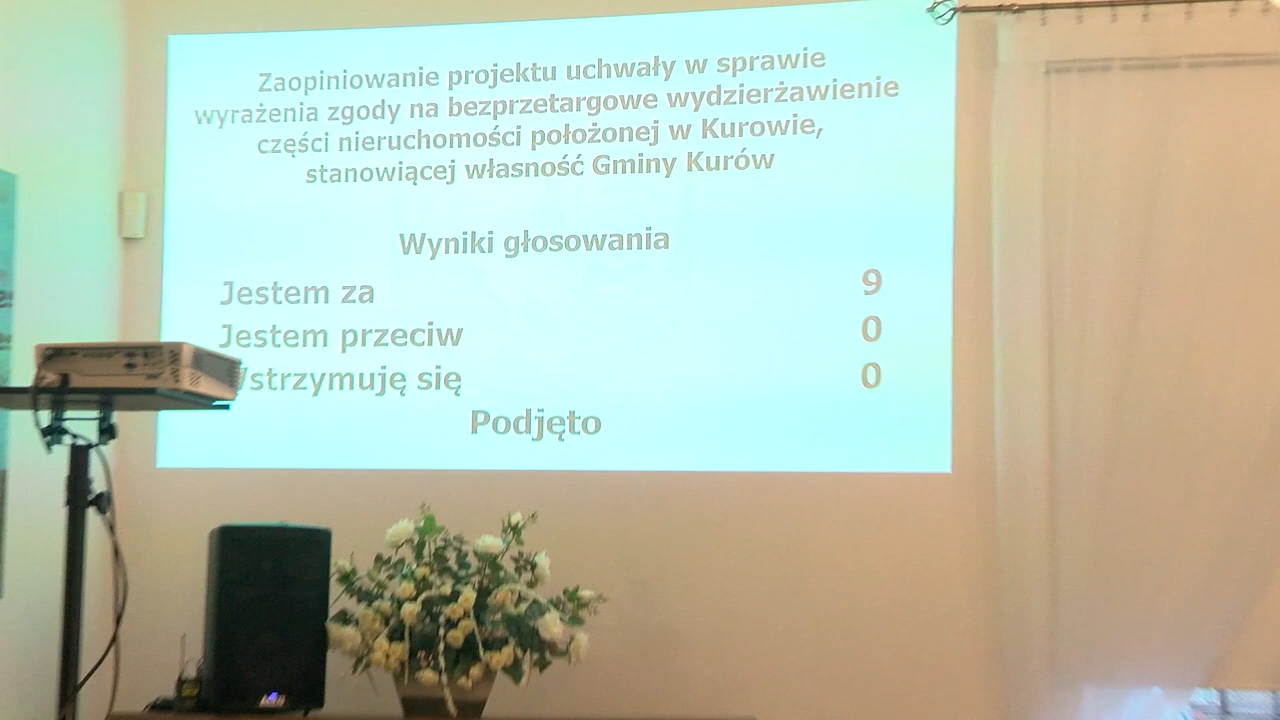 Zaopiniowanie projektu uchwały w sprawie
wyrażenia zgody na bezprzetargowe wydzierżawienie
części nieruchomości położonej w Kurowie,
stanowiącej własność Gminy Kurów
Wyniki głosowania
Jestem za 9
Jestem przeciw 0
Wstrzymuję się 0
Podjęto